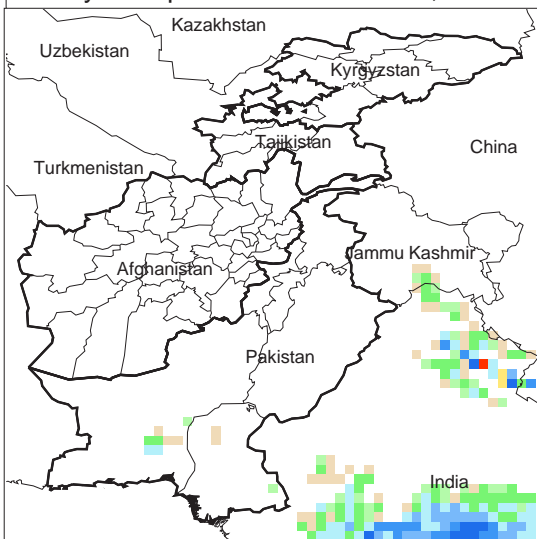 Kazakhstan
Uzbekistan
Kyrgyzstan
Tajikistan
China
Turkmenistan
Jammu Kashmir
Afghanistan
Pakistan
India